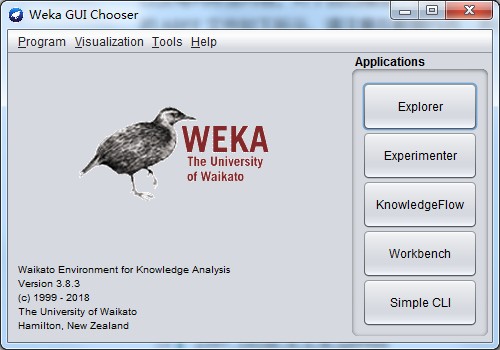 Weka GUI Chooser
Program Visualization Tools Help
Applications
Explorer
Experimenter
KnowledgeFlow
Workbench
Simple CLI
WEKA
The University
of Waikato
Waikato Environment for Knowledge Analysis
Version 3.8.3
(c) 1999 - 2018
The University of Waikato
Hamilton, New Zealand